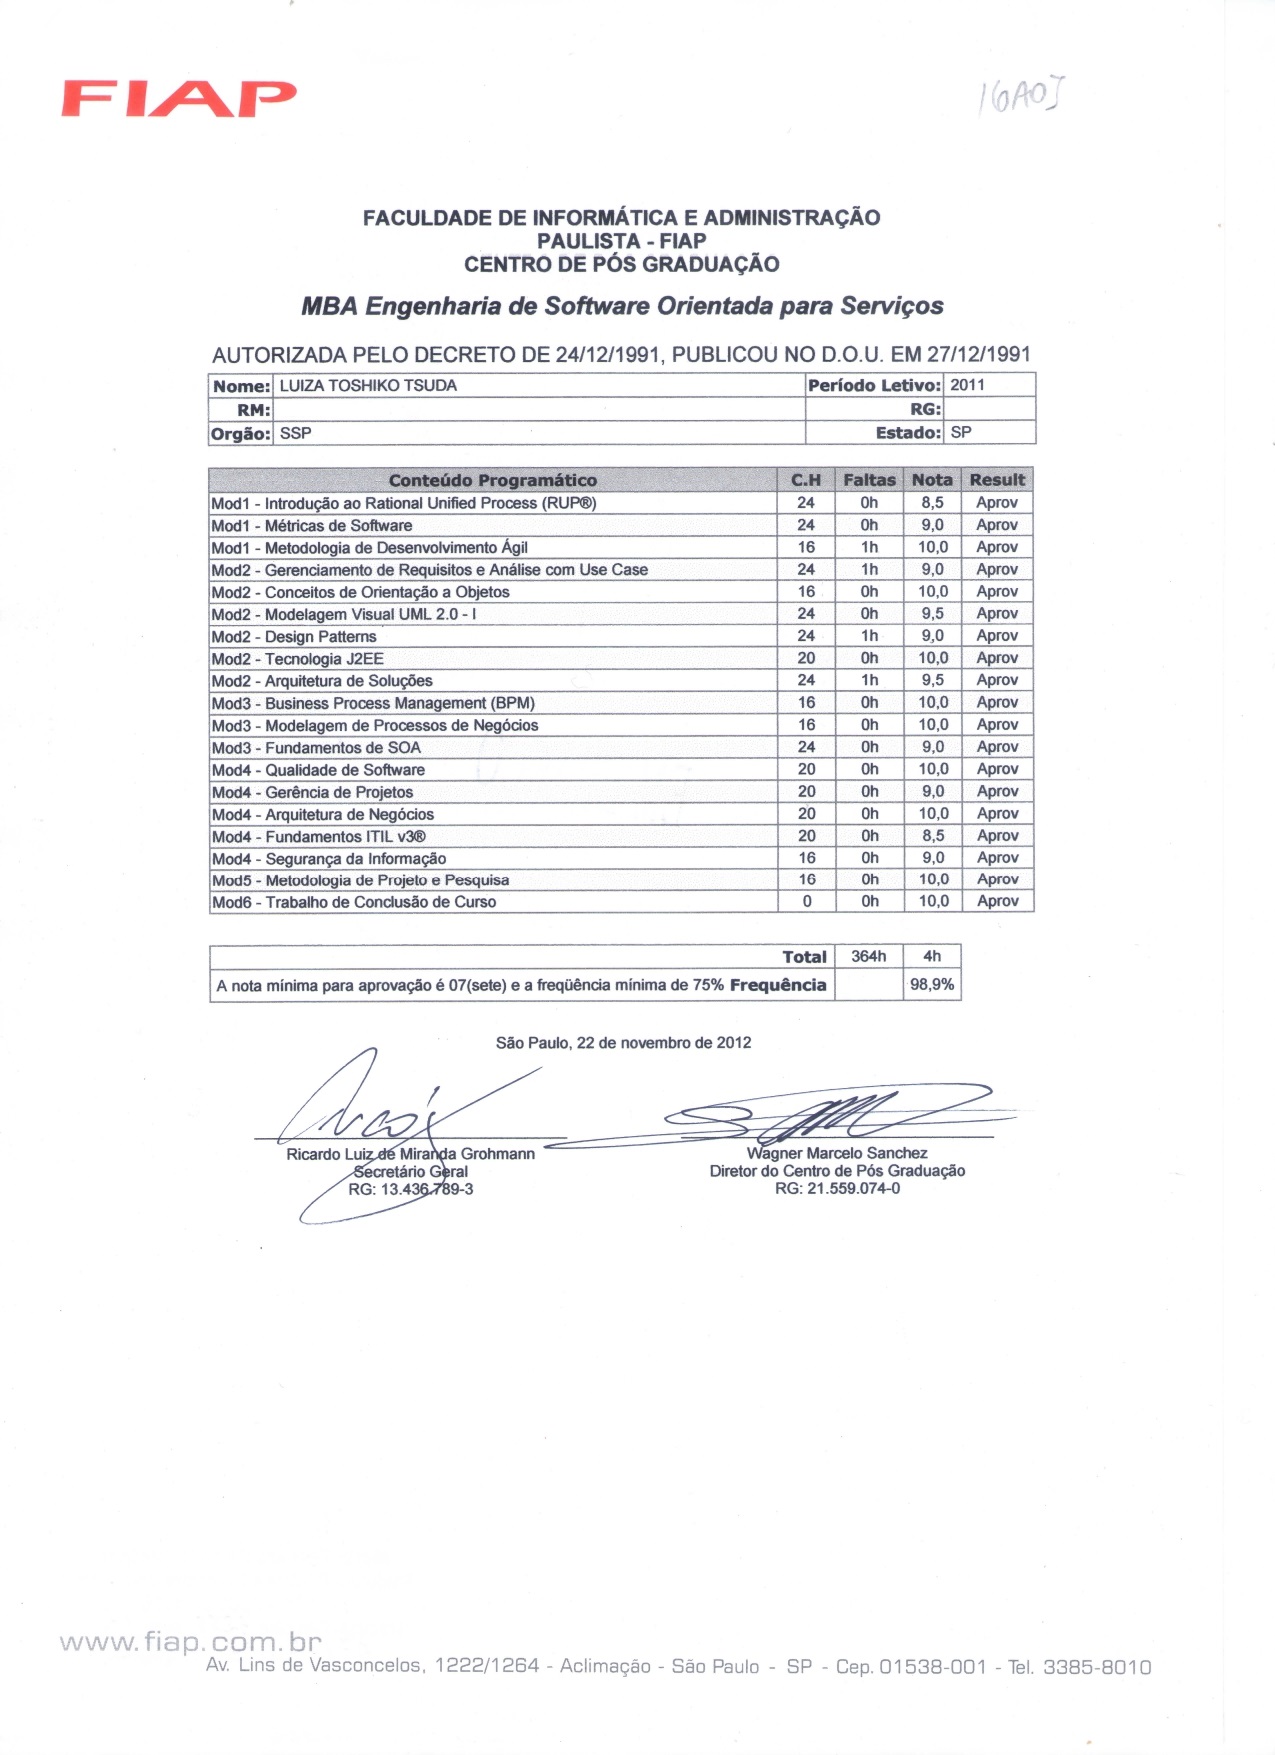 FIAP
16AOJ
FACULDADE DE INFORMÁTICA E ADMINISTRAÇÃO
PAULISTA - FIAP
CENTRO DE PÓS GRADUAÇÃO
MBA Engenharia de Software Orientada para Serviços
AUTORIZADA PELO DECRETO DE 24/12/1991, PUBLICOU NO D.O.U. EM 27/12/1991
Nome: LUIZA TOSHIKO TSUDA Período Letivo: 2011
RM: RG:
Orgão: SSP Estado: SP
Conteúdo Programático C.H Faltas Nota Result
Mod1 - Introdução ao Rational Unified Process (RUP®) 24 0h 8,5 Aprov
Mod1 - Métricas de Software 24 0h 9,0 Aprov
Mod1 - Metodologia de Desenvolvimento Ágil 16 1h 10,0 Aprov
Mod2 - Gerenciamento de Requisitos e Análise com Use Case 24 1h 9,0 Aprov
Mod2 - Conceitos de Orientação a Objetos 16 0h 10,0 Aprov
Mod2 - Modelagem Visual UML 2.0 - I 24 0h 9,5 Aprov
Mod2 - Design Patterns 24 1h 9,0 Aprov
Mod2 - Tecnologia J2EE 20 0h 10,0 Aprov
Mod2 - Arquitetura de Soluções 24 1h 9,5 Aprov
Mod3 - Business Process Management (BPM) 16 0h 10,0 Aprov
Mod3 - Modelagem de Processos de Negócios 16 0h 10,0 Aprov
Mod3 - Fundamentos de SOA 24 0h 9,0 Aprov
Mod4 - Qualidade de Software 20 0h 10,0 Aprov
Mod4 - Gerência de Projetos 20 0h 9,0 Aprov
Mod4 - Arquitetura de Negócios 20 0h 10,0 Aprov
Mod4 - Fundamentos ITIL v3® 20 0h 8,5 Aprov
Mod4 - Segurança da Informação 16 0h 9,0 Aprov
Mod5 - Metodologia de Projeto e Pesquisa 16 0h 10,0 Aprov
Mod6 - Trabalho de Conclusão de Curso 0 0h 10,0 Aprov
Total 364h 4h
A nota mínima para aprovação é 07(sete) e a freqüência mínima de 75% Frequência 98,9%
São Paulo, 22 de novembro de 2012
Ricardo Luiz de Miranda Grohmann Wagner Marcelo Sanchez
Secretário Geral Diretor do Centro de Pós Graduação
RG: 13.436.789-3 RG: 21.559.074-0
www.fiap.com.br
Av. Lins de Vasconcelos, 1222/1264 - Aclimação - São Paulo - SP - Cep. 01538-001 - Tel. 3385-8010